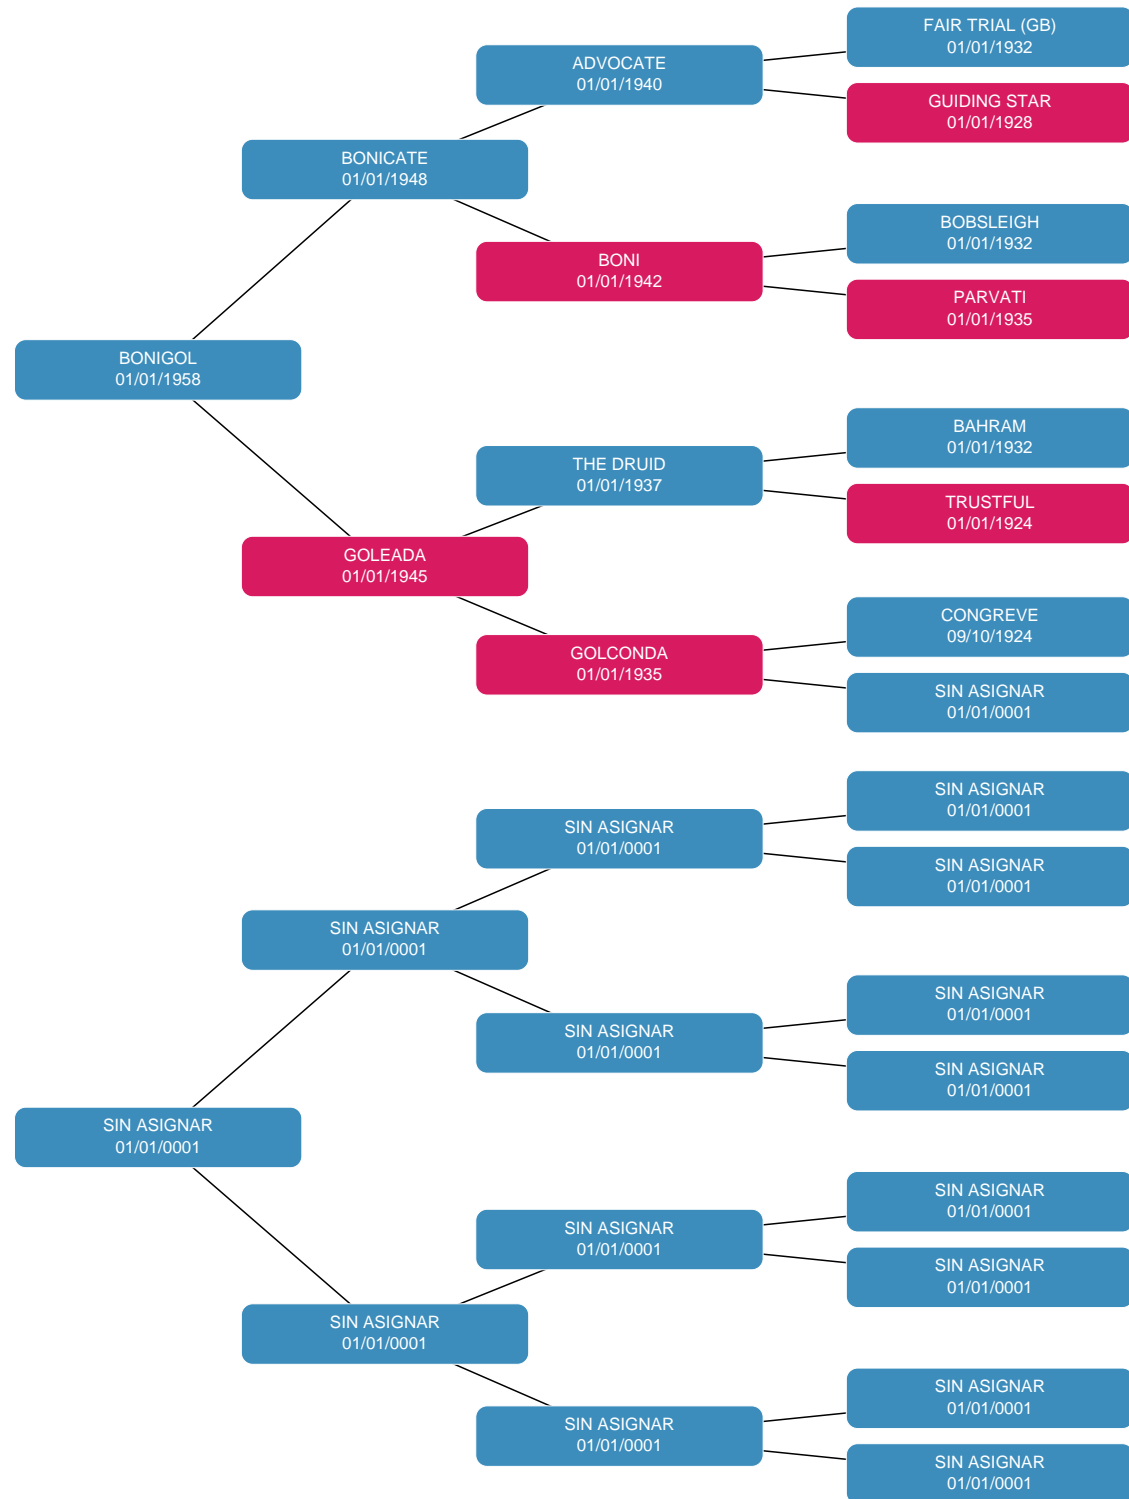 FAIR TRIAL (GB)
01/01/1932
ADVOCATE
01/01/1940
GUIDING STAR
01/01/1928
BONICATE
01/01/1948
BOBSLEIGH
01/01/1932
BONI
01/01/1942
PARVATI
01/01/1935
BONIGOL
01/01/1958
BAHRAM
01/01/1932
THE DRUID
01/01/1937
TRUSTFUL
01/01/1924
GOLEADA
01/01/1945
CONGREVE
09/10/1924
GOLCONDA
01/01/1935
SIN ASIGNAR
01/01/0001
SIN ASIGNAR
01/01/0001
SIN ASIGNAR
01/01/0001
SIN ASIGNAR
01/01/0001
SIN ASIGNAR
01/01/0001
SIN ASIGNAR
01/01/0001
SIN ASIGNAR
01/01/0001
SIN ASIGNAR
01/01/0001
SIN ASIGNAR
01/01/0001
SIN ASIGNAR
01/01/0001
SIN ASIGNAR
01/01/0001
SIN ASIGNAR
01/01/0001
SIN ASIGNAR
01/01/0001
SIN ASIGNAR
01/01/0001
SIN ASIGNAR
01/01/0001
SIN ASIGNAR
01/01/0001